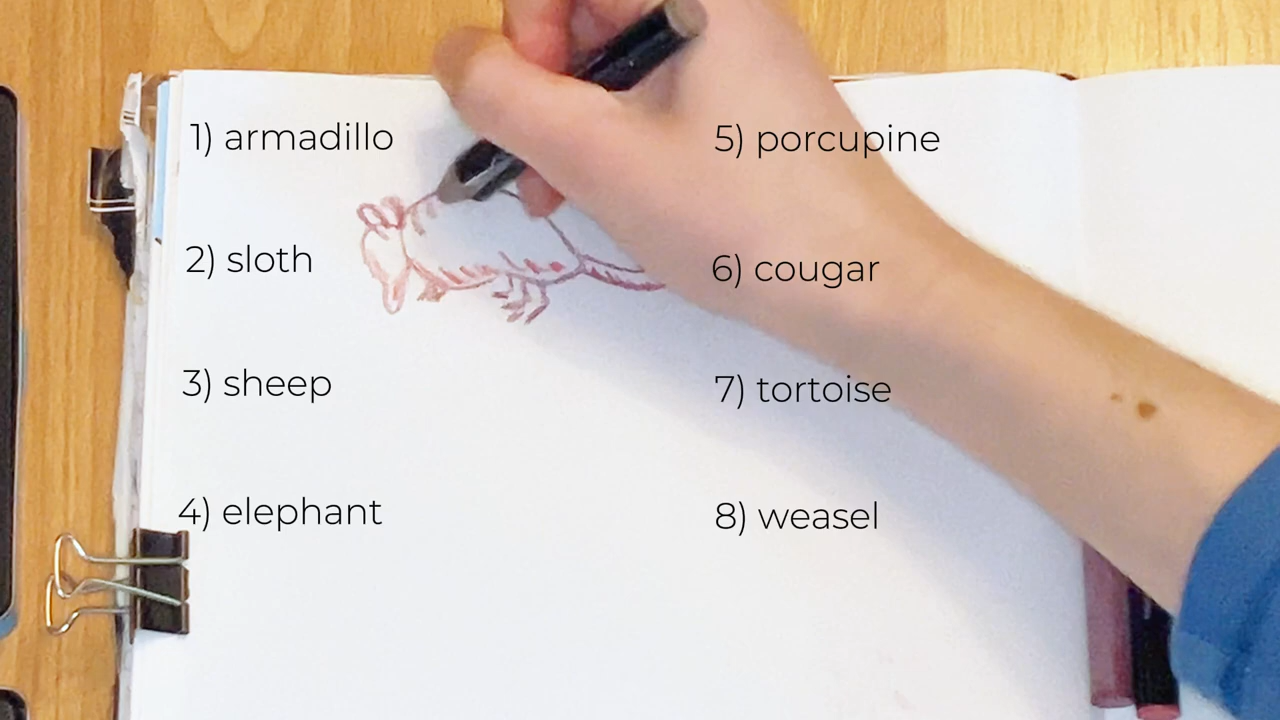 1) armadillo
2) sloth
3) sheep
4) elephant
5) porcupine
6) cougar
7) tortoise
8) weasel